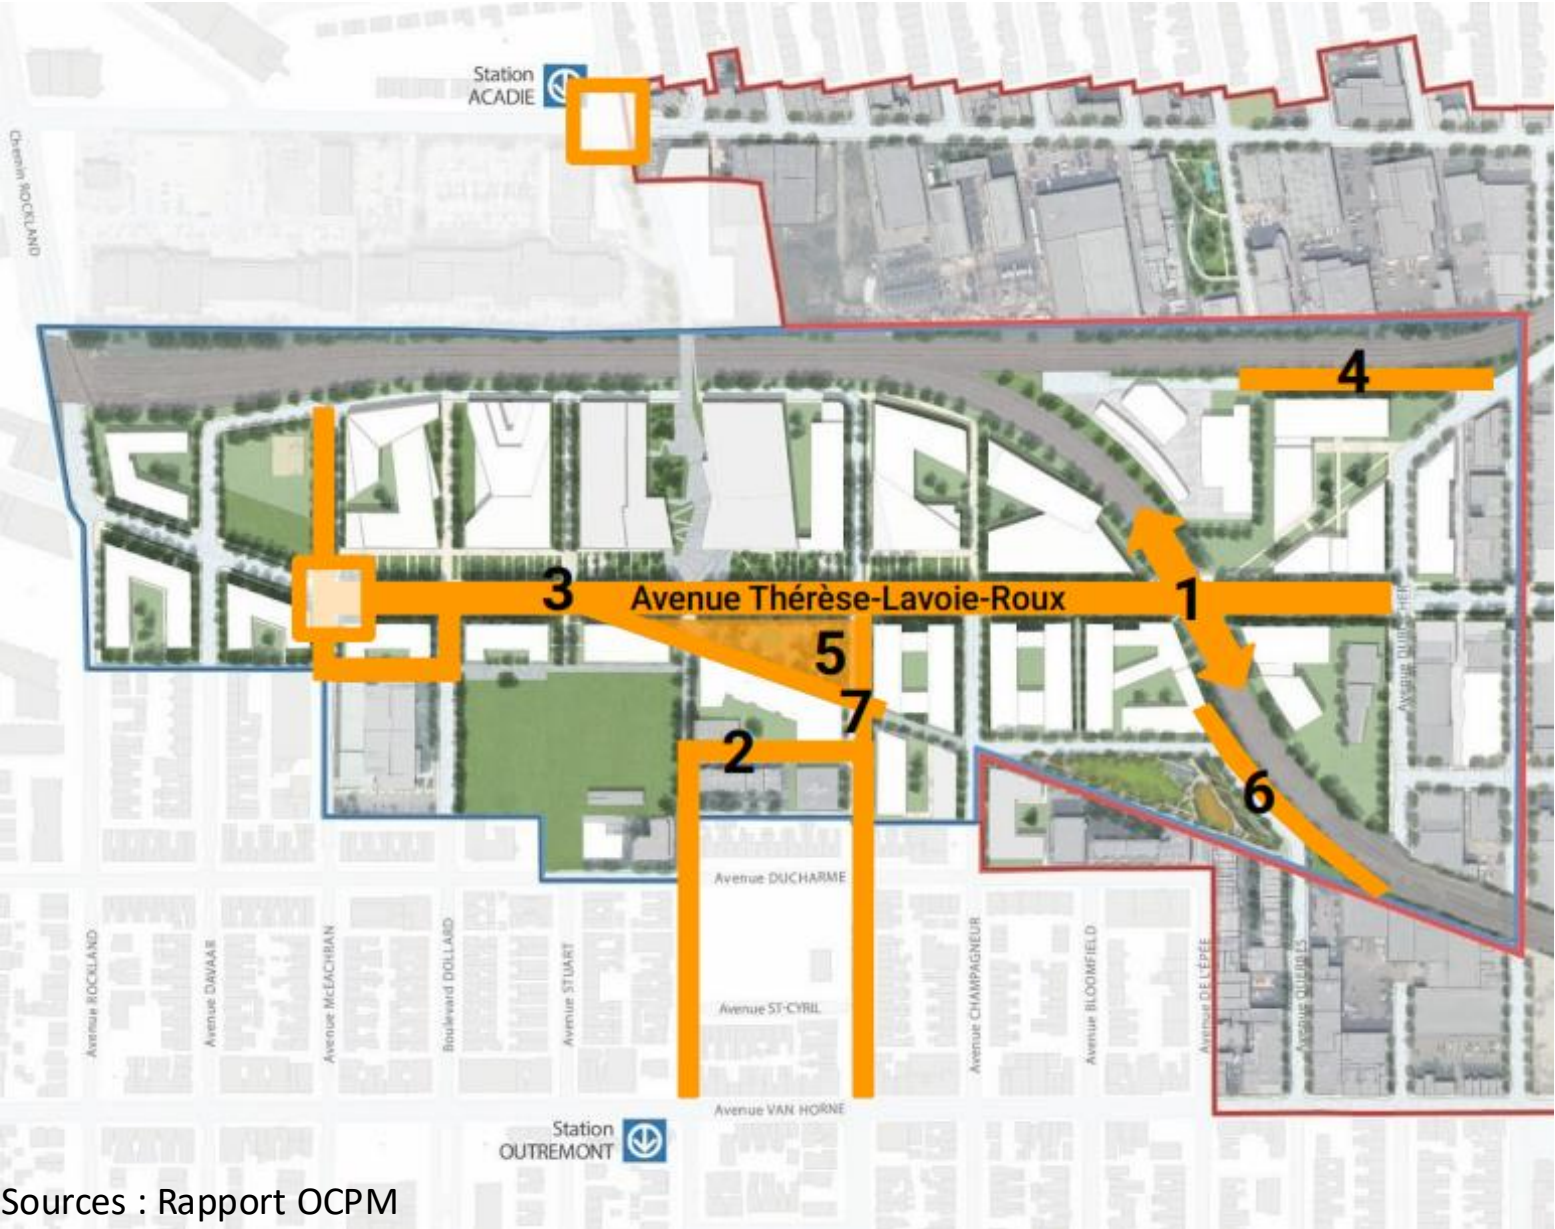 Station
ACADIE
Chemin ROCKLAND
4
3
Avenue Thérèse-Lavoie-Roux
1
5
Avenue OUTREMONT
7
2
6
Avenue DUCHARME
Avenue ROCKLAND
Avenue DAVAAR
Avenue McEACHRAN
Boulevard DOLLARD
Avenue STUART
Avenue ST-CYRIL
Avenue CHAMPAGNEUR
Avenue BLOOMFIELD
Avenue DE L'ÉPÉE
Avenue QUERBES
Avenue VAN HORNE
Station
OUTREMONT
Sources : Rapport OCPM